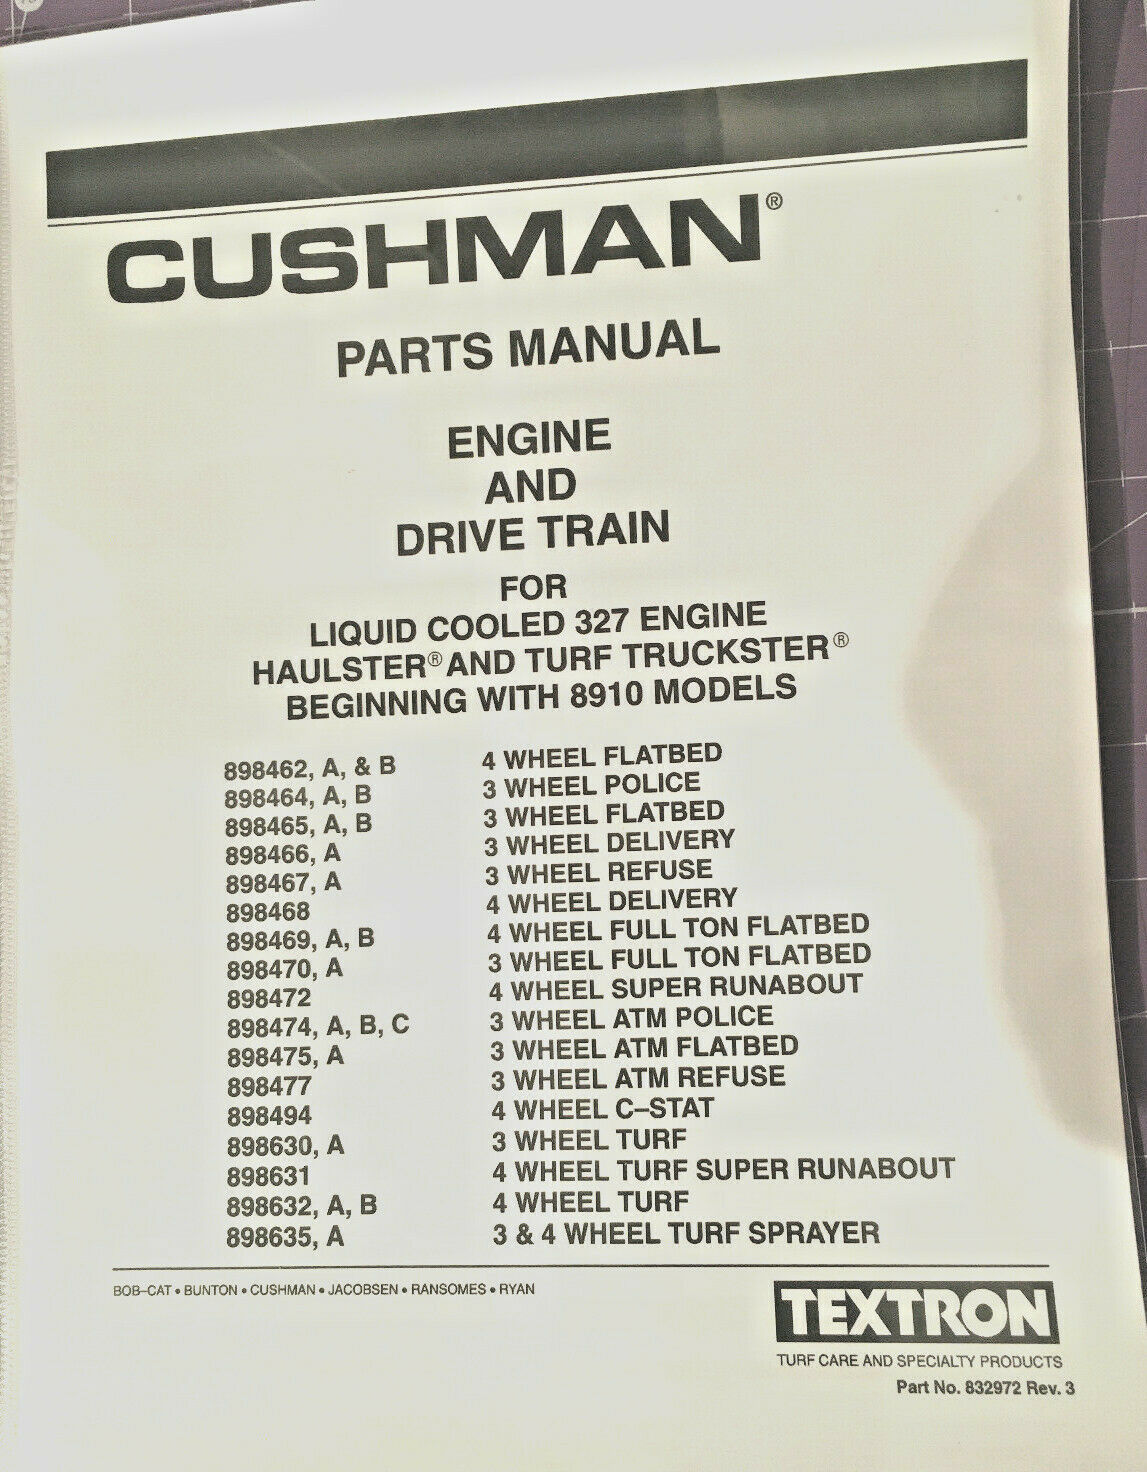 CUSHMAN®
PARTS MANUAL
ENGINE
AND
DRIVE TRAIN
FOR
LIQUID COOLED 327 ENGINE
HAULSTER® AND TURF TRUCKSTER®
BEGINNING WITH 8910 MODELS
898462, A, & B 4 WHEEL FLATBED
898464, A, B 3 WHEEL POLICE
898465, A, B 3 WHEEL FLATBED
898466, A 3 WHEEL DELIVERY
898467, A 3 WHEEL REFUSE
898468 4 WHEEL DELIVERY
898469, A, B 4 WHEEL FULL TON FLATBED
898470, A 3 WHEEL FULL TON FLATBED
898472 4 WHEEL SUPER RUNABOUT
898474, A, B, C 3 WHEEL ATM POLICE
898475, A 3 WHEEL ATM FLATBED
898477 3 WHEEL ATM REFUSE
898494 4 WHEEL C–STAT
898630, A 3 WHEEL TURF
898631 4 WHEEL TURF SUPER RUNABOUT
898632, A, B 4 WHEEL TURF
898635, A 3 & 4 WHEEL TURF SPRAYER
BOB–CAT • BUNTON • CUSHMAN • JACOBSEN • RANSOMES • RYAN
TEXTRON
TURF CARE AND SPECIALTY PRODUCTS
Part No. 832972 Rev. 3